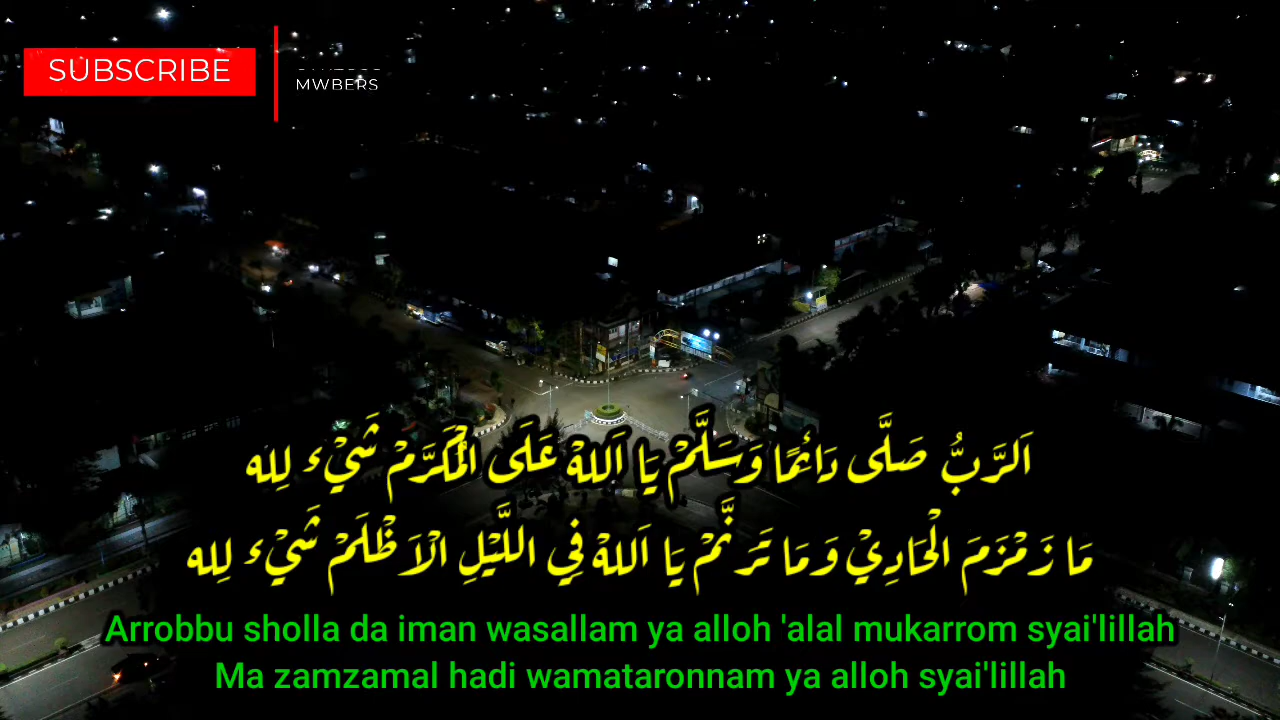 SUBSCRIBE
MWBERS
اَلرَّبُّ صَلَّى دَائِمًا وَسَلَّمْ يَا اَللهْ عَلَى الْمُكَرَّمْ شَيْء لِله
مَا زَمْزَمَ الْحَادِيْ وَمَا تَرَنَّمْ يَا اَللهْ فِي اللَّيْلِ الْاَظْلَمْ شَيْء لِله
Arrobbu sholla da iman wasallam ya alloh 'alal mukarrom syai'lillah
Ma zamzamal hadi wamataronnam ya alloh syai'lillah